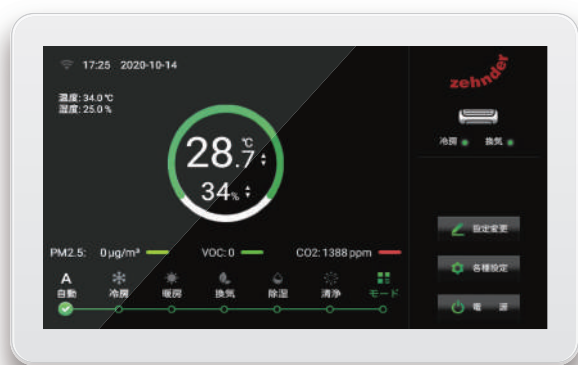 17:25 2020-10-14
温度: 34.0 ℃
湿度: 25.0 %
28.7 ℃
34 %
PM2.5: 0 μg/m³ VOC: 0 CO2: 1388 ppm
A
自動 冷房 暖房 換気 除湿 清浄 モード
zehnder
冷房 換気
設定変更
各種設定
電 源